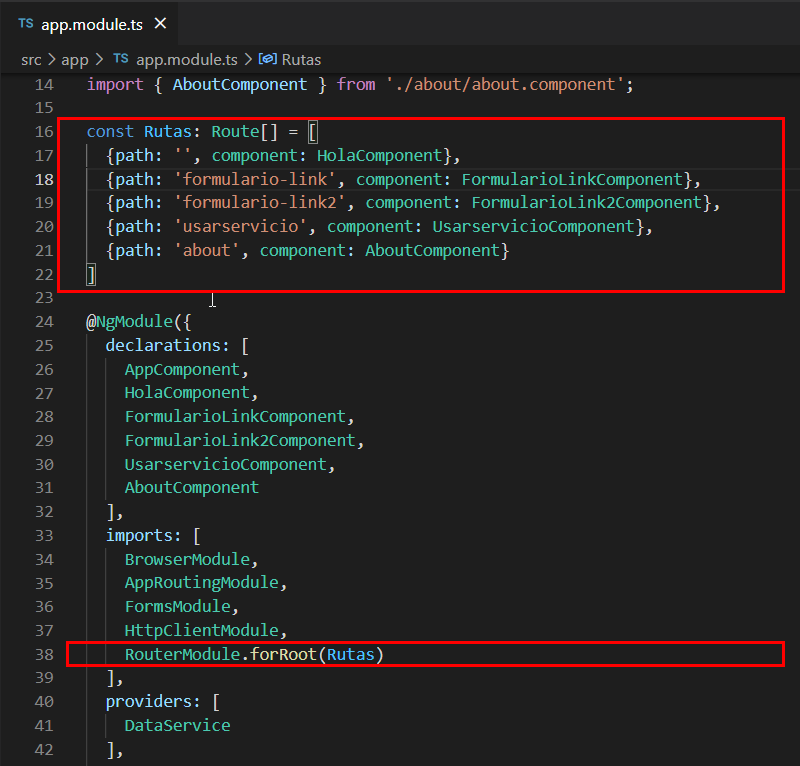 TS app.module.ts ×
src > app > TS app.module.ts > Rutas
14 import { AboutComponent } from './about/about.component';
15
16 const Rutas: Route[] = [
17   {path: '', component: HolaComponent},
18   {path: 'formulario-link', component: FormularioLinkComponent},
19   {path: 'formulario-link2', component: FormularioLink2Component},
20   {path: 'usarservicio', component: UsarservicioComponent},
21   {path: 'about', component: AboutComponent}
22 ]
23
24 @NgModule({
25   declarations: [
26     AppComponent,
27     HolaComponent,
28     FormularioLinkComponent,
29     FormularioLink2Component,
30     UsarservicioComponent,
31     AboutComponent
32   ],
33   imports: [
34     BrowserModule,
35     AppRoutingModule,
36     FormsModule,
37     HttpClientModule,
38     RouterModule.forRoot(Rutas)
39   ],
40   providers: [
41     DataService
42   ],